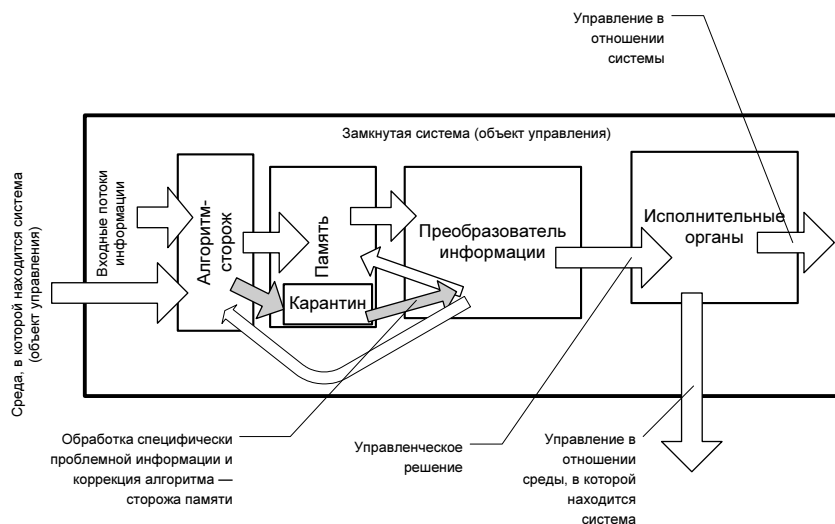 Управление в
отношении
системы
Замкнутая система (объект управления)
Среда, в которой находится система
(объект управления)
Входные потоки
информации
Алгоритм-
сторож
Память
Карантин
Преобразователь
информации
Исполнительные
органы
Обработка специфически
проблемной информации и
коррекция алгоритма —
сторожа памяти
Управленческое
решение
Управление в
отношении
среды, в которой
находится
система